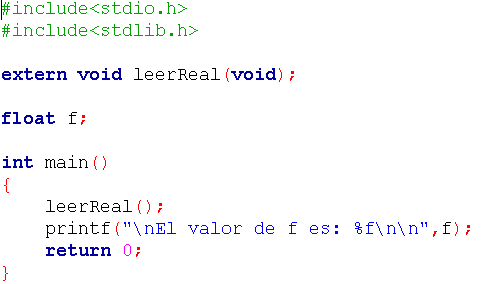 #include<stdio.h>
#include<stdlib.h>
extern void leerReal(void);
float f;
int main()
{
leerReal();
printf("\nEl valor de f es: %f\n\n",f);
return 0;
}